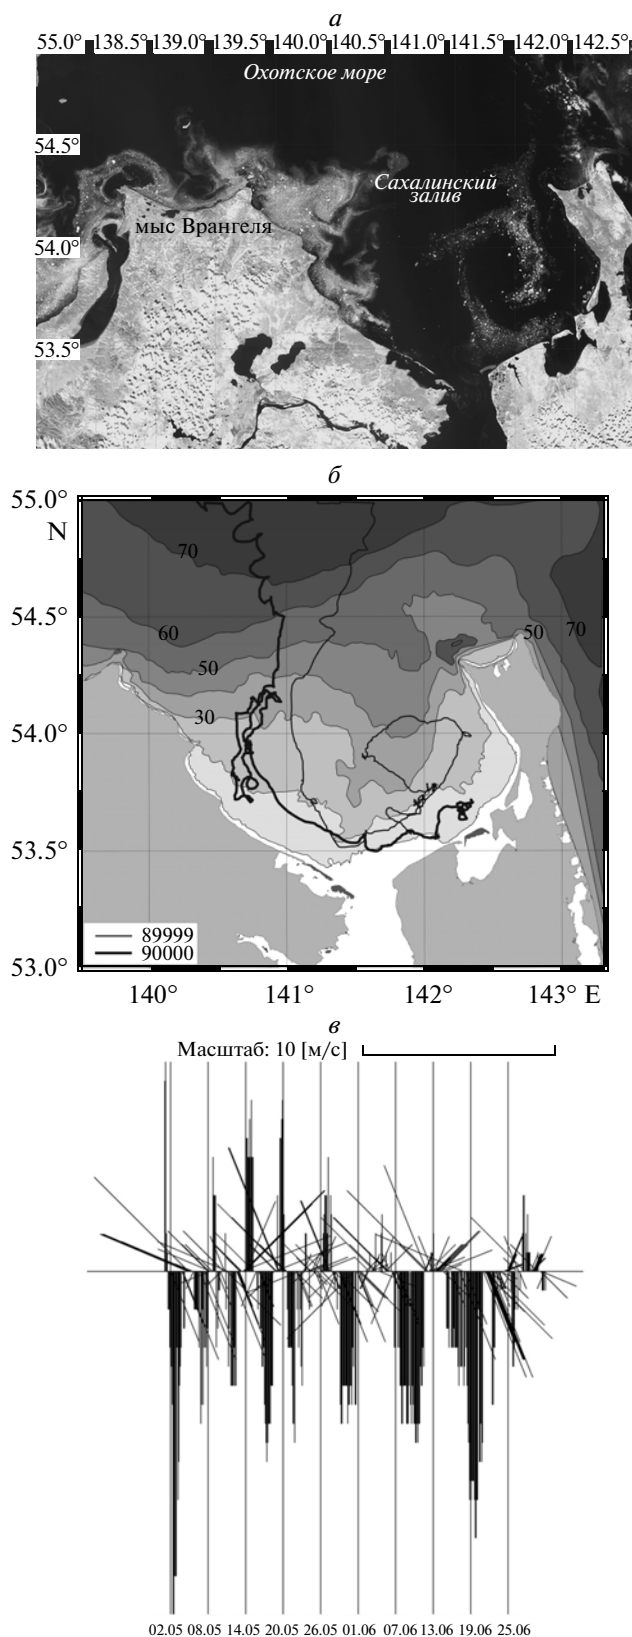 а
55.0° 138.5° 139.0° 139.5° 140.0° 140.5° 141.0° 141.5° 142.0° 142.5°
Охотское море
54.5°
Сахалинский
залив
мыс Врангеля
54.0°
53.5°
б
55.0°
N
70
54.5°
60
50
70
50
30
54.0°
53.5°
89999
90000
53.0°
140° 141° 142° 143° E
в
Масштаб: 10 [м/с]
02.05 08.05 14.05 20.05 26.05 01.06 07.06 13.06 19.06 25.06